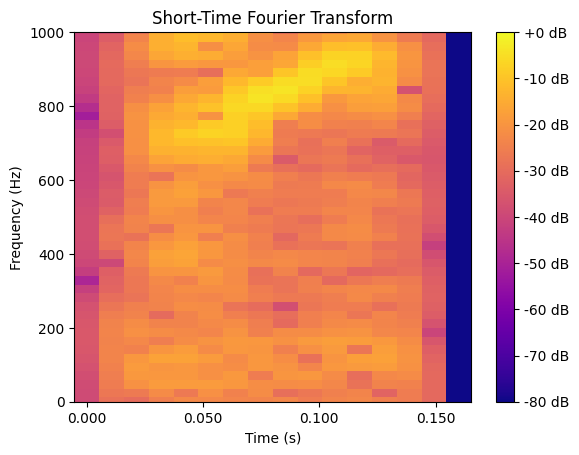 Short-Time Fourier Transform
1000
800
600
400
200
0
Frequency (Hz)
0.000
0.050
0.100
0.150
Time (s)
+0 dB
-10 dB
-20 dB
-30 dB
-40 dB
-50 dB
-60 dB
-70 dB
-80 dB